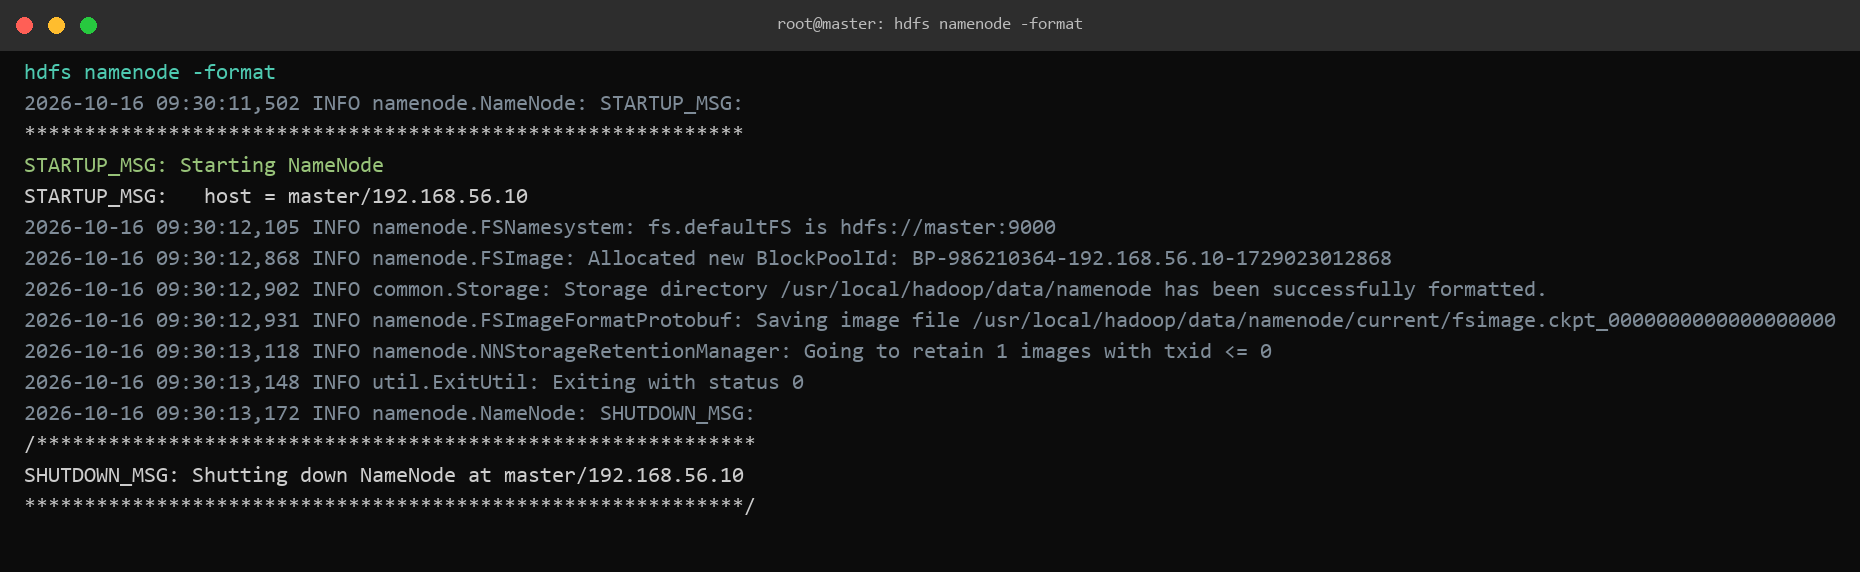 root@master: hdfs namenode -format
hdfs namenode -format
2026-10-16 09:30:11,502 INFO namenode.NameNode: STARTUP_MSG:
************************************************************
STARTUP_MSG: Starting NameNode
STARTUP_MSG:   host = master/192.168.56.10
2026-10-16 09:30:12,105 INFO namenode.FSNamesystem: fs.defaultFS is hdfs://master:9000
2026-10-16 09:30:12,868 INFO namenode.FSImage: Allocated new BlockPoolId: BP-986210364-192.168.56.10-1729023012868
2026-10-16 09:30:12,902 INFO common.Storage: Storage directory /usr/local/hadoop/data/namenode has been successfully formatted.
2026-10-16 09:30:12,931 INFO namenode.FSImageFormatProtobuf: Saving image file /usr/local/hadoop/data/namenode/current/fsimage.ckpt_0000000000000000000
2026-10-16 09:30:13,118 INFO namenode.NNStorageRetentionManager: Going to retain 1 images with txid <= 0
2026-10-16 09:30:13,148 INFO util.ExitUtil: Exiting with status 0
2026-10-16 09:30:13,172 INFO namenode.NameNode: SHUTDOWN_MSG:
/************************************************************
SHUTDOWN_MSG: Shutting down NameNode at master/192.168.56.10
************************************************************/